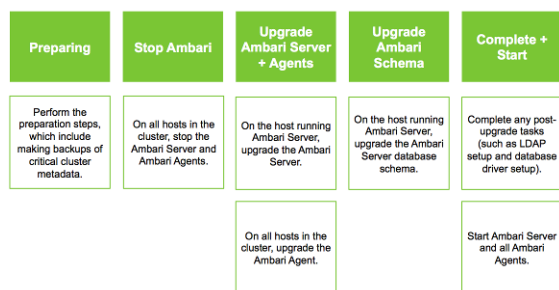 Preparing
Stop Ambari
Upgrade
Ambari Server
+ Agents
Upgrade
Ambari
Schema
Complete +
Start
Perform the
preparation steps,
which include
making backups of
critical cluster
metadata.
On all hosts in the
cluster, stop the
Ambari Server and
Ambari Agents.
On the host running
Ambari Server,
upgrade the Ambari
Server.
On the host running
Ambari Server,
upgrade the Ambari
Server database
schema.
Complete any post-
upgrade tasks
(such as LDAP
setup and database
driver setup).
On all hosts in the
cluster, upgrade the
Ambari Agent.
Start Ambari Server
and all Ambari
Agents.